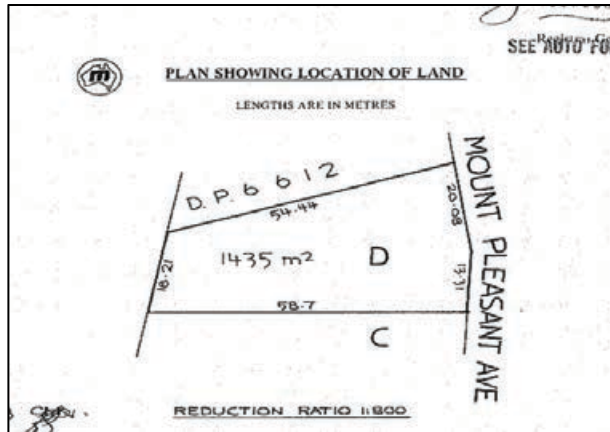 SEE AUTO FO
m
PLAN SHOWING LOCATION OF LAND
LENGTHS ARE IN METRES
D. P. 6 6 1 2
54.44
20.08
MOUNT PLEASANT AVE
1435 m²
D
18.21
13.31
58.7
C
REDUCTION RATIO 1:800